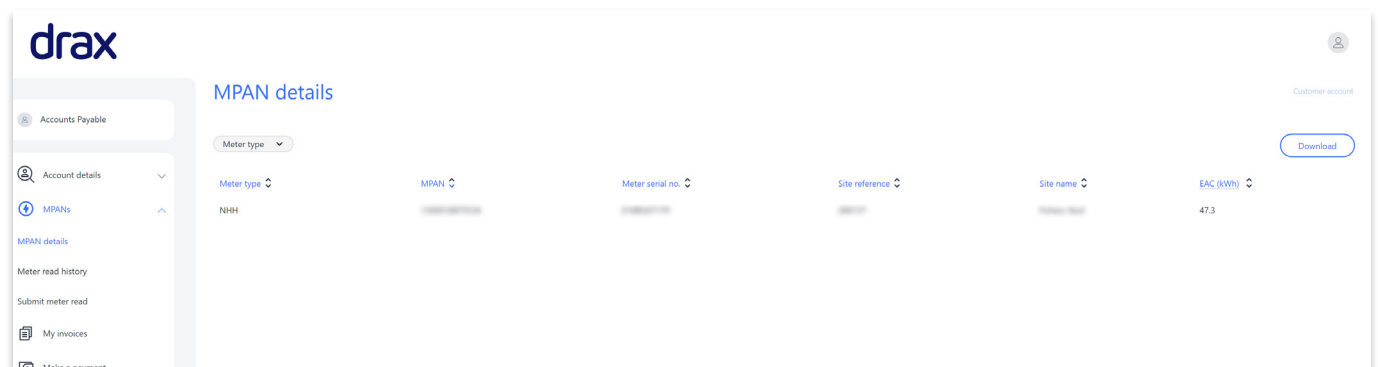 drax
MPAN details
Customer account
Accounts Payable
Meter type
Download
Account details
Meter type MPAN Meter serial no. Site reference Site name EAC (kWh)
MPANs
NHH 47.3
MPAN details
Meter read history
Submit meter read
My invoices
Make a payment